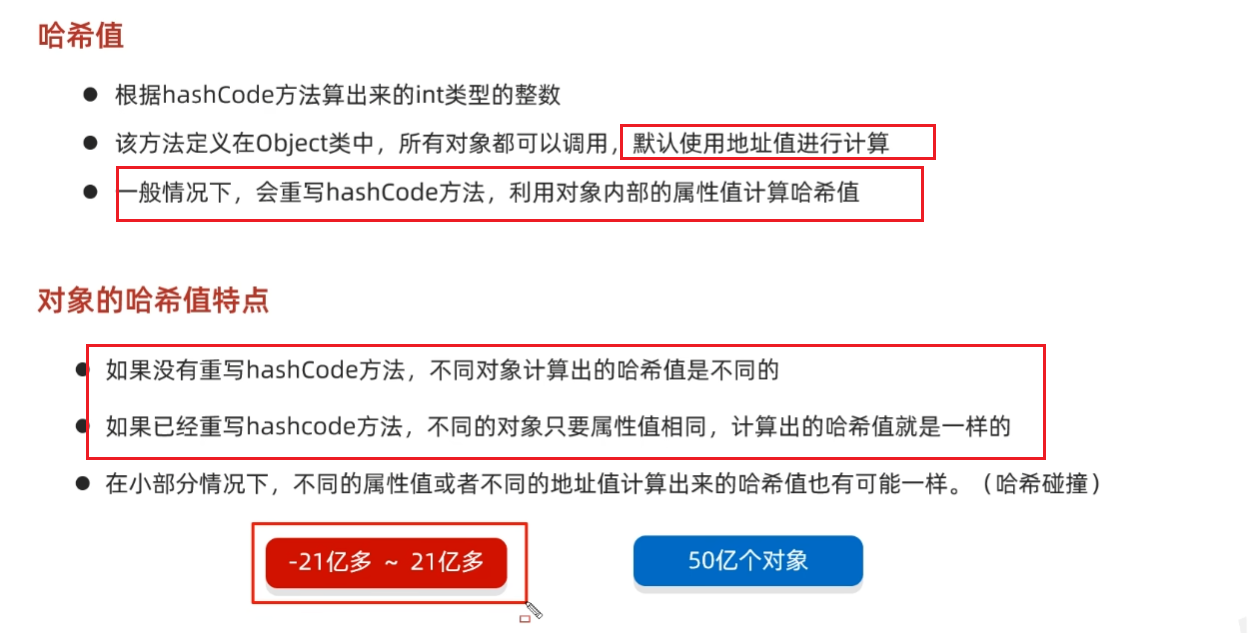 哈希值
● 根据hashCode方法算出来的int类型的整数
● 该方法定义在Object类中，所有对象都可以调用，默认使用地址值进行计算
● 一般情况下，会重写hashCode方法，利用对象内部的属性值计算哈希值
对象的哈希值特点
● 如果没有重写hashCode方法，不同对象计算出的哈希值是不同的
● 如果已经重写hashcode方法，不同的对象只要属性值相同，计算出的哈希值就是一样的
● 在小部分情况下，不同的属性值或者不同的地址值计算出来的哈希值也有可能一样。（哈希碰撞）
-21亿多 ~ 21亿多
50亿个对象